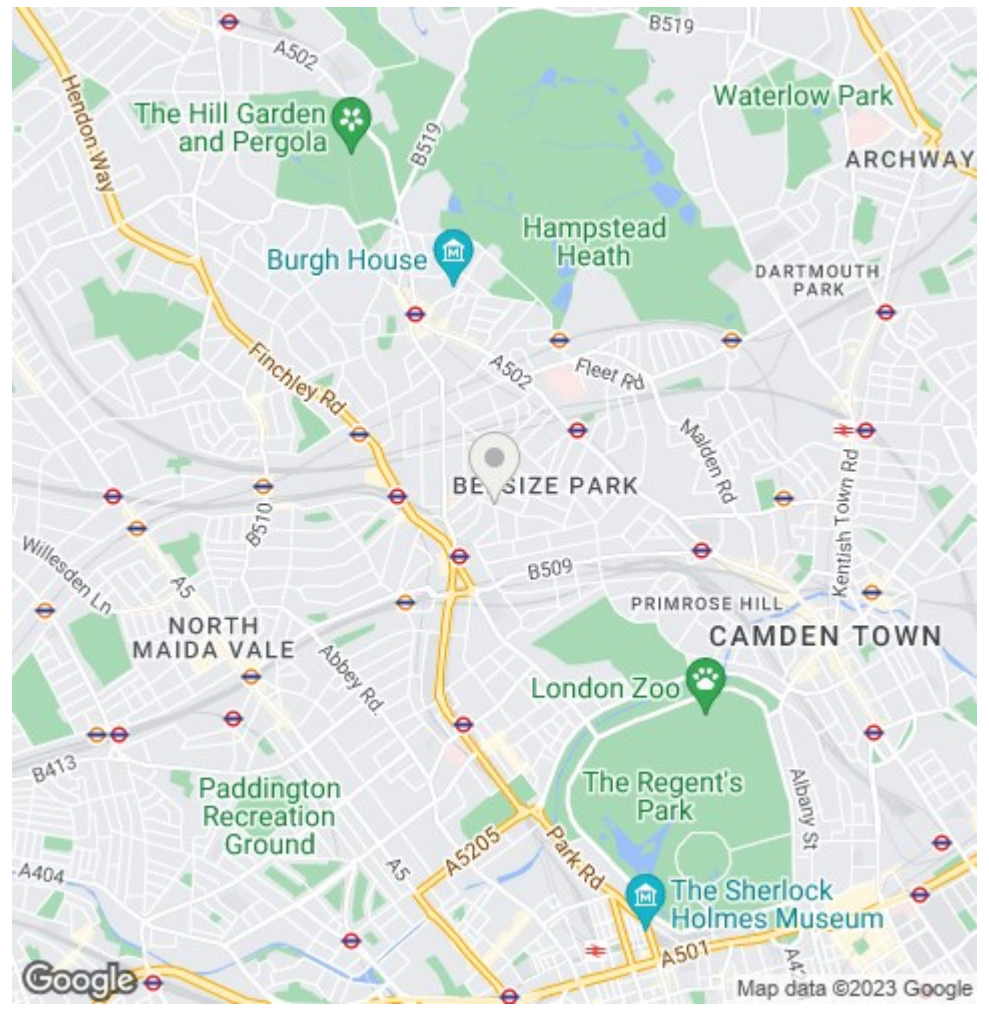 B519
A502
Hendon Way
The Hill Garden
and Pergola
B519
Waterlow Park
ARCHWAY
Hampstead
Heath
Burgh House
DARTMOUTH
PARK
A502
Fleet Rd
Finchley Rd
Malden Rd
BELSIZE PARK
Kentish Town Rd
B510
Willesden Ln
A5
B509
PRIMROSE HILL
NORTH
MAIDA VALE
CAMDEN TOWN
Abbey Rd.
London Zoo
B413
Paddington
Recreation
Ground
The Regent's
Park
Albany St
A5205
Park Rd
A404
A5
The Sherlock
Holmes Museum
A501
Google
Map data ©2023 Google